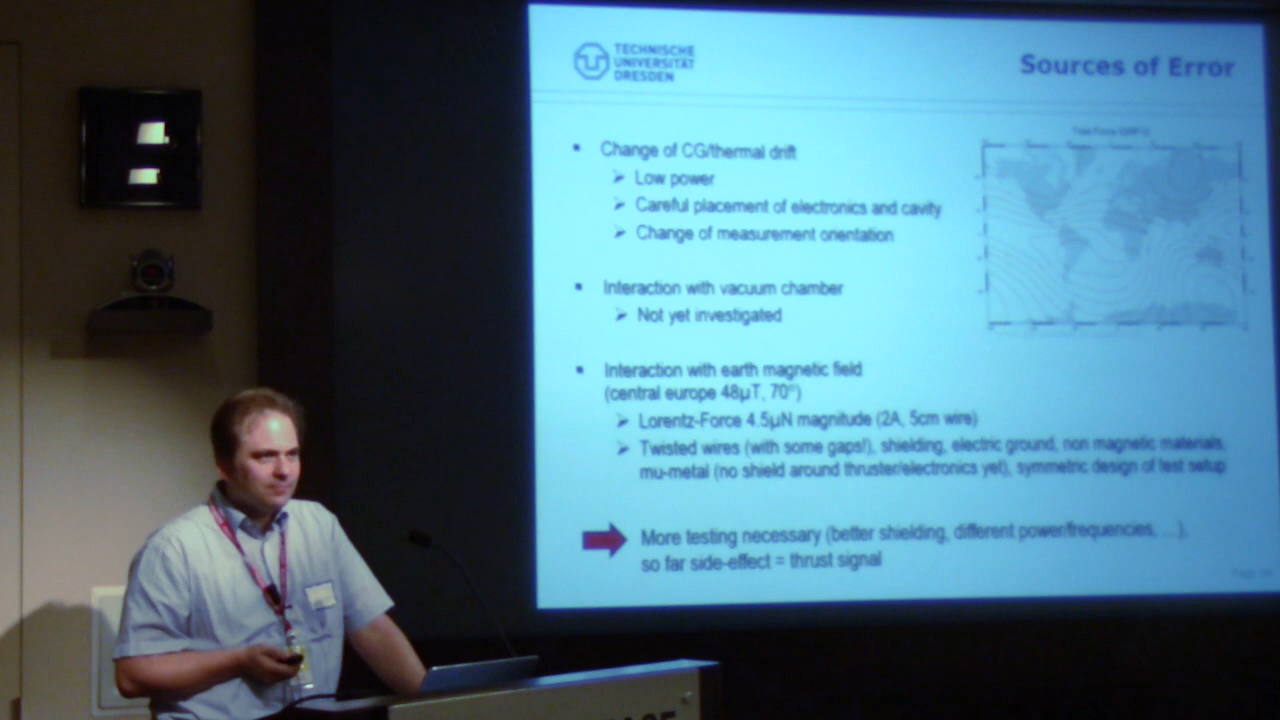 TECHNISCHE
UNIVERSITÄT
DRESDEN
Sources of Error
▪ Change of CG/thermal drift
➢ Low power
➢ Careful placement of electronics and cavity
➢ Change of measurement orientation
▪ Interaction with vacuum chamber
➢ Not yet investigated
▪ Interaction with earth magnetic field
(central europe 48µT, 70°)
➢ Lorentz-Force 4.5µN magnitude (2A, 5cm wire)
➢ Twisted wires (with some gaps!), shielding, electric ground, non magnetic materials,
mu-metal (no shield around thruster/electronics yet), symmetric design of test setup
More testing necessary (better shielding, different power/frequencies, ...),
so far side-effect = thrust signal